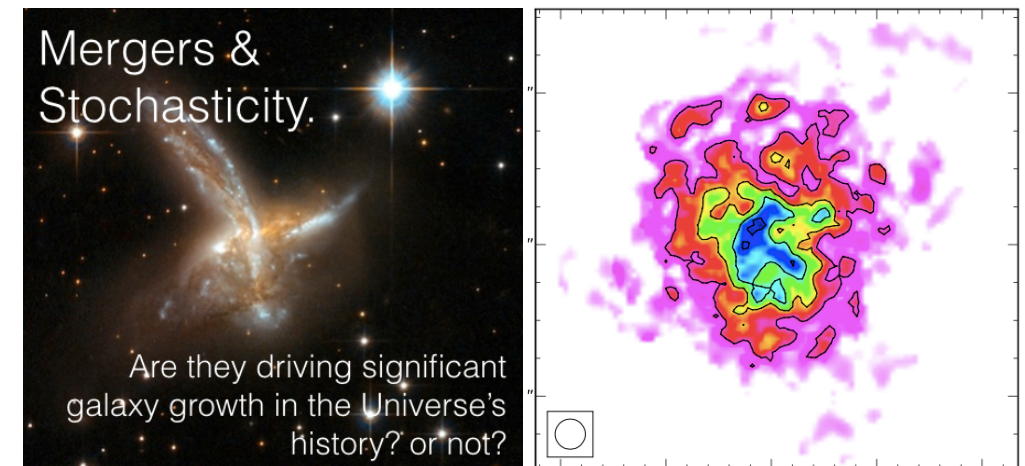 Mergers &
Stochasticity.
Are they driving significant
galaxy growth in the Universe’s
history? or not?
"
"
"